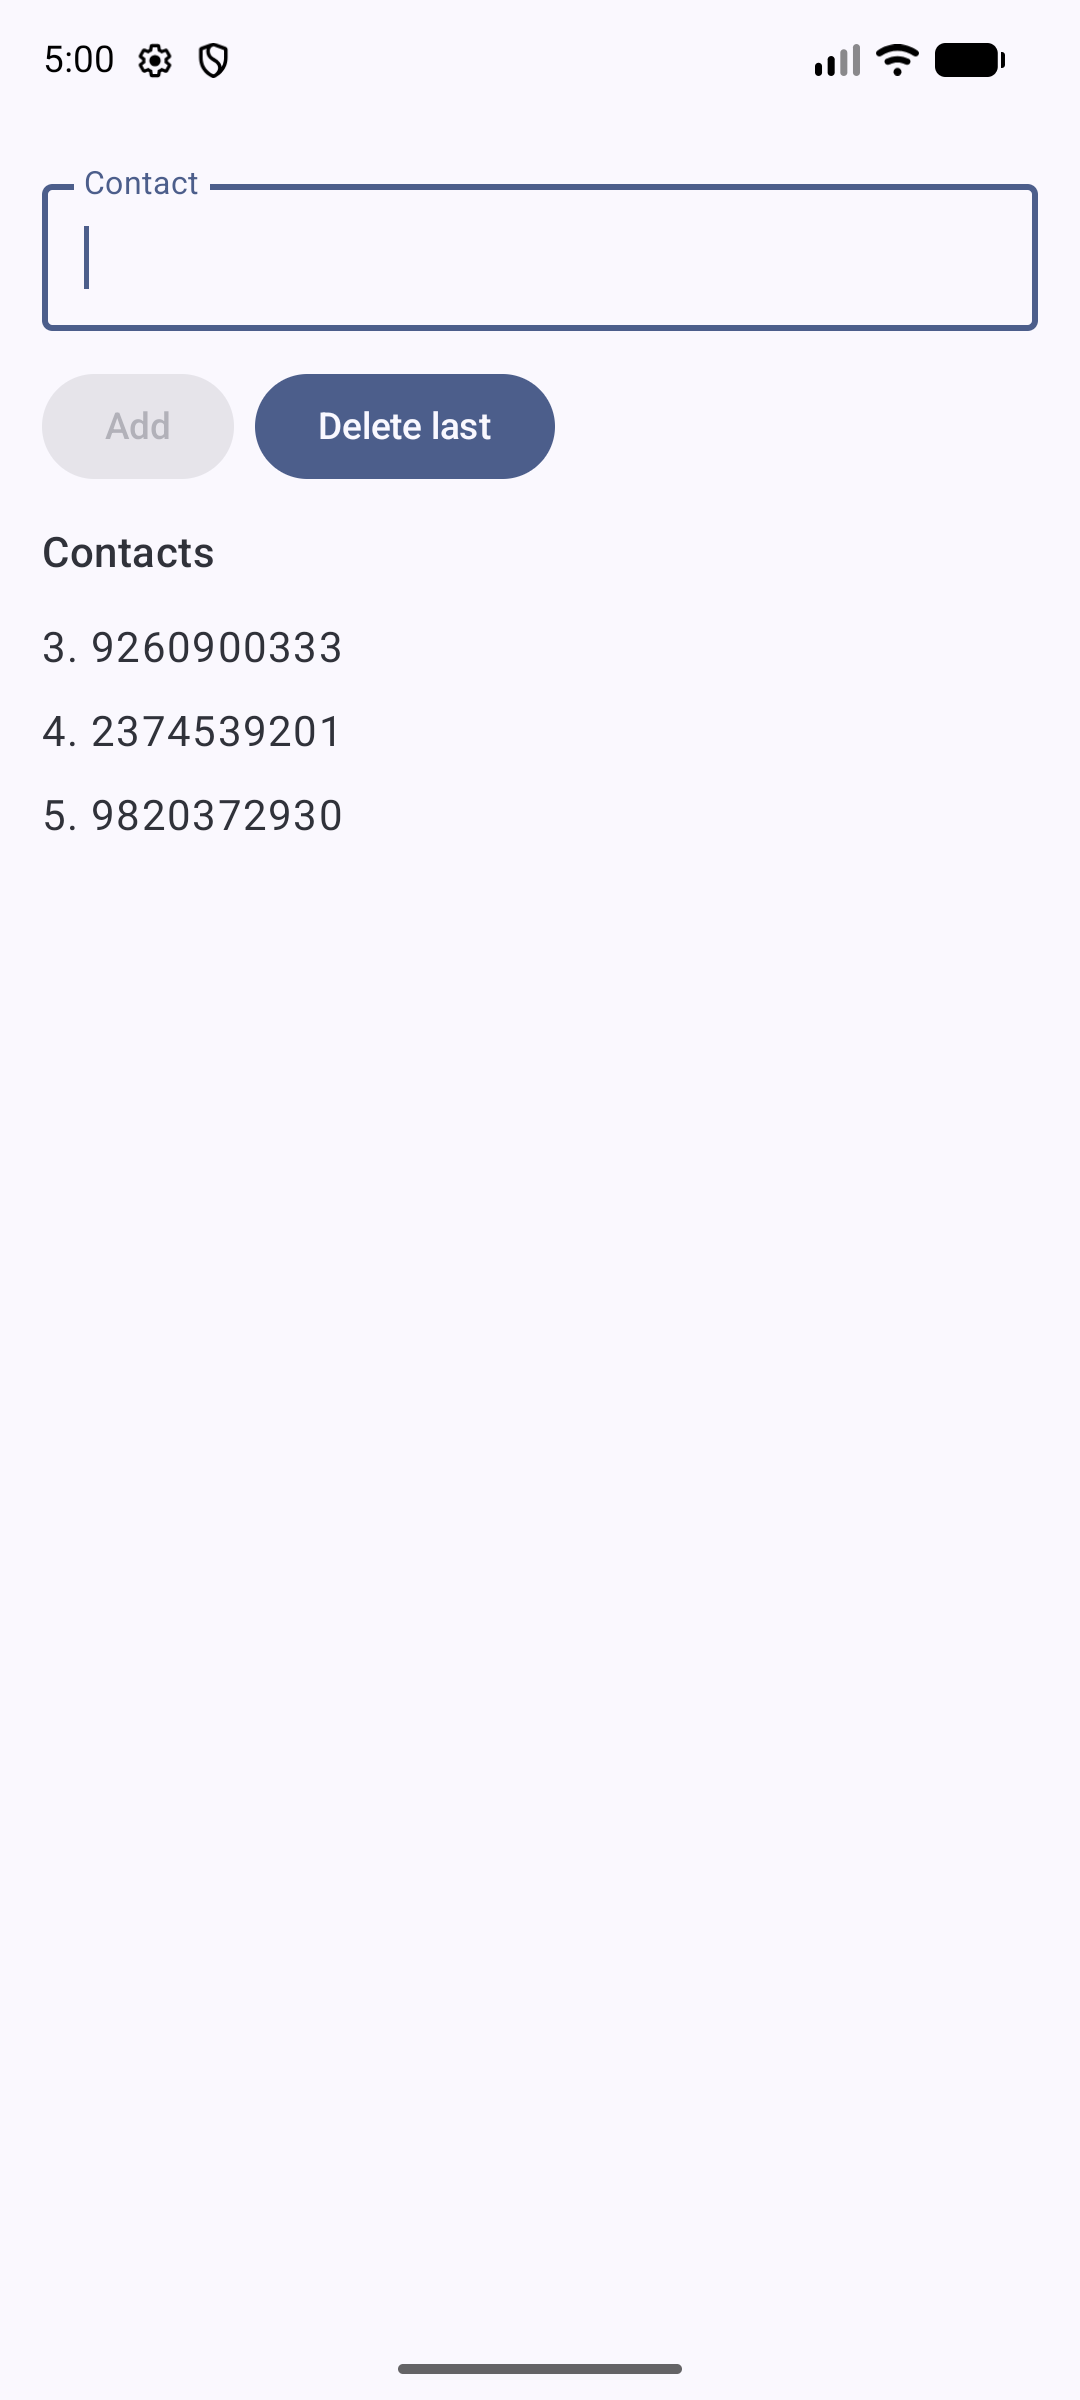 5:00
Contact
Add
Delete last
Contacts
3. 9260900333
4. 2374539201
5. 9820372930